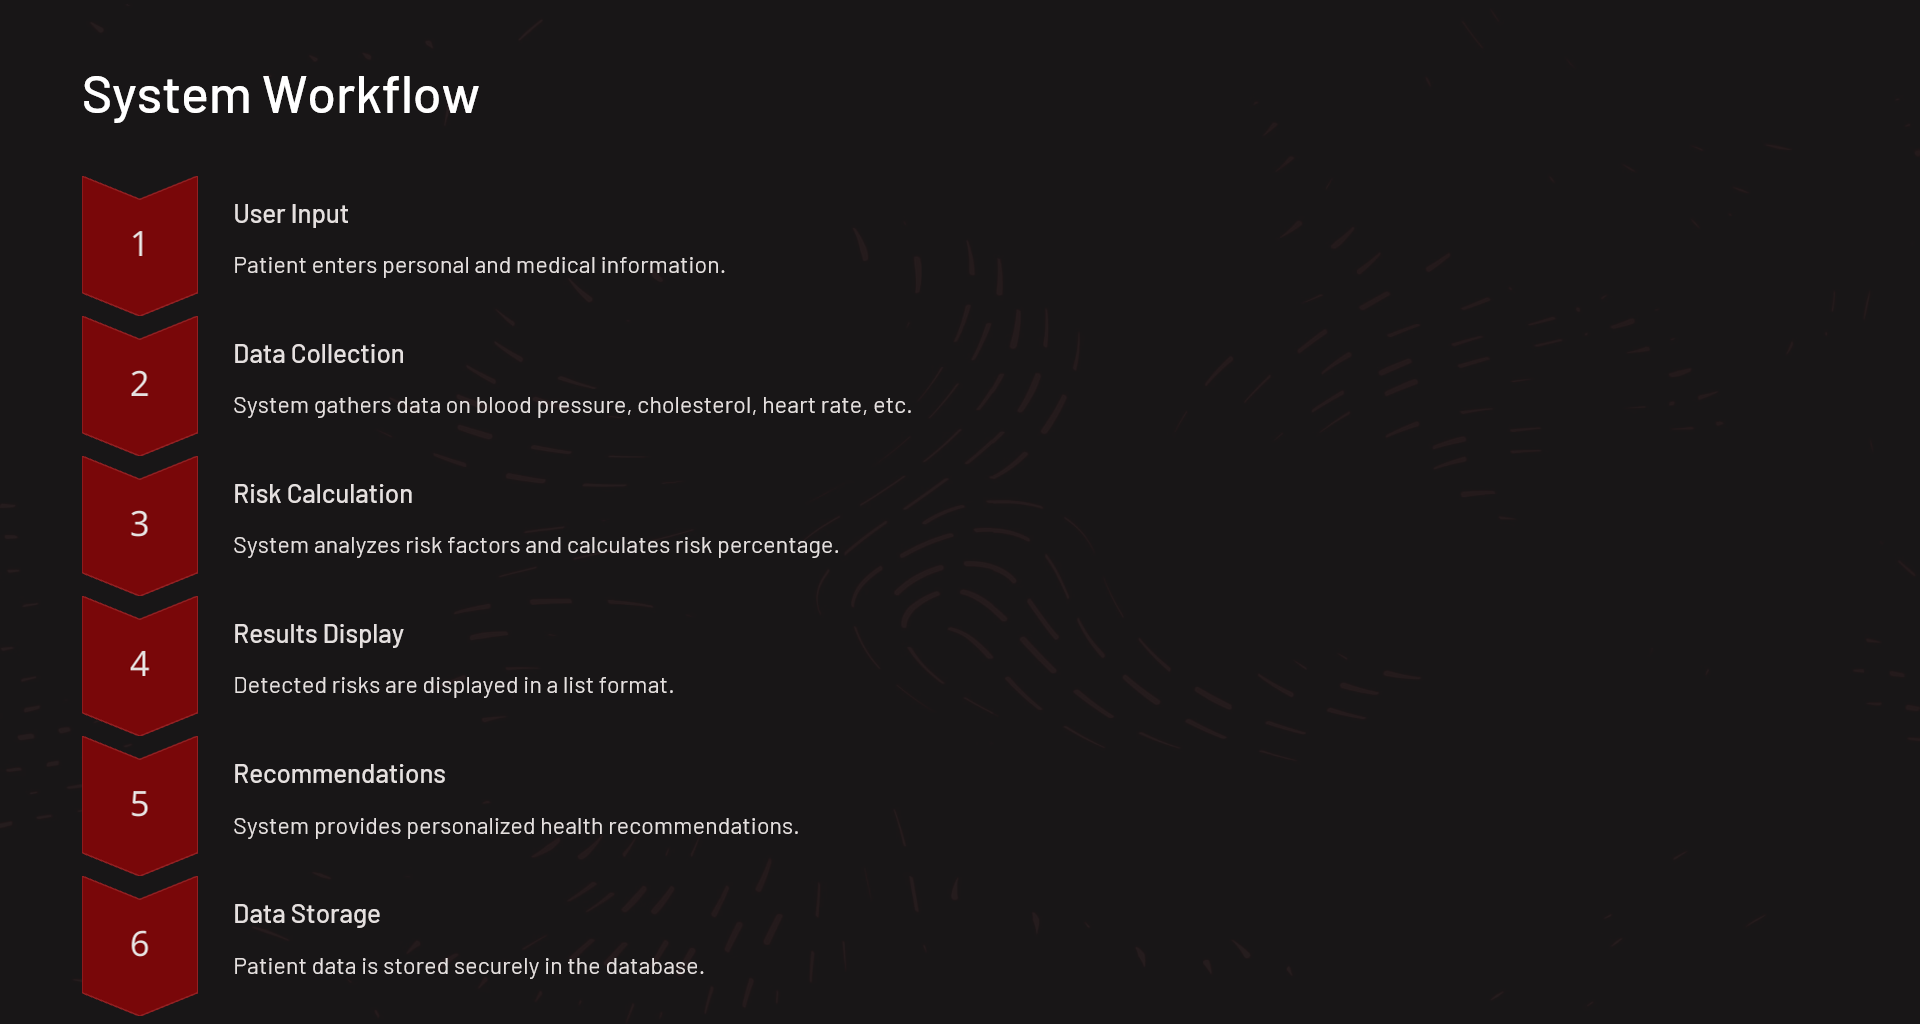 System Workflow
1
User Input
Patient enters personal and medical information.
2
Data Collection
System gathers data on blood pressure, cholesterol, heart rate, etc.
3
Risk Calculation
System analyzes risk factors and calculates risk percentage.
4
Results Display
Detected risks are displayed in a list format.
5
Recommendations
System provides personalized health recommendations.
6
Data Storage
Patient data is stored securely in the database.